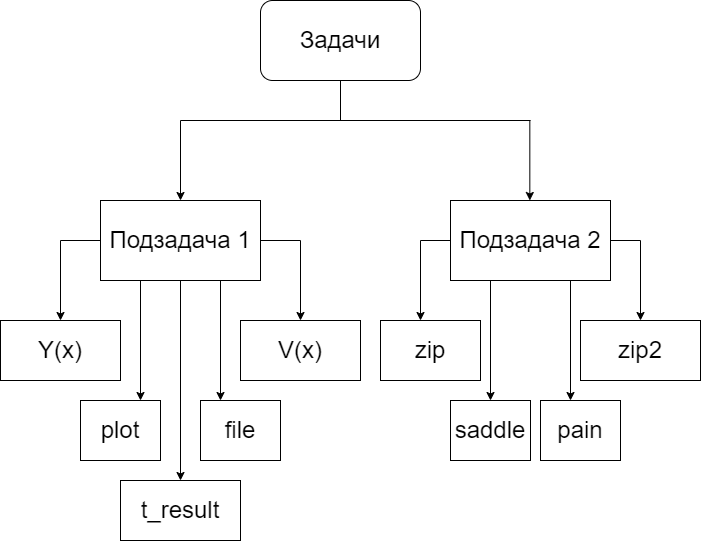 Задачи
Подзадача 1
Подзадача 2
Y(x)
V(x)
zip
zip2
plot
file
saddle
pain
t_result